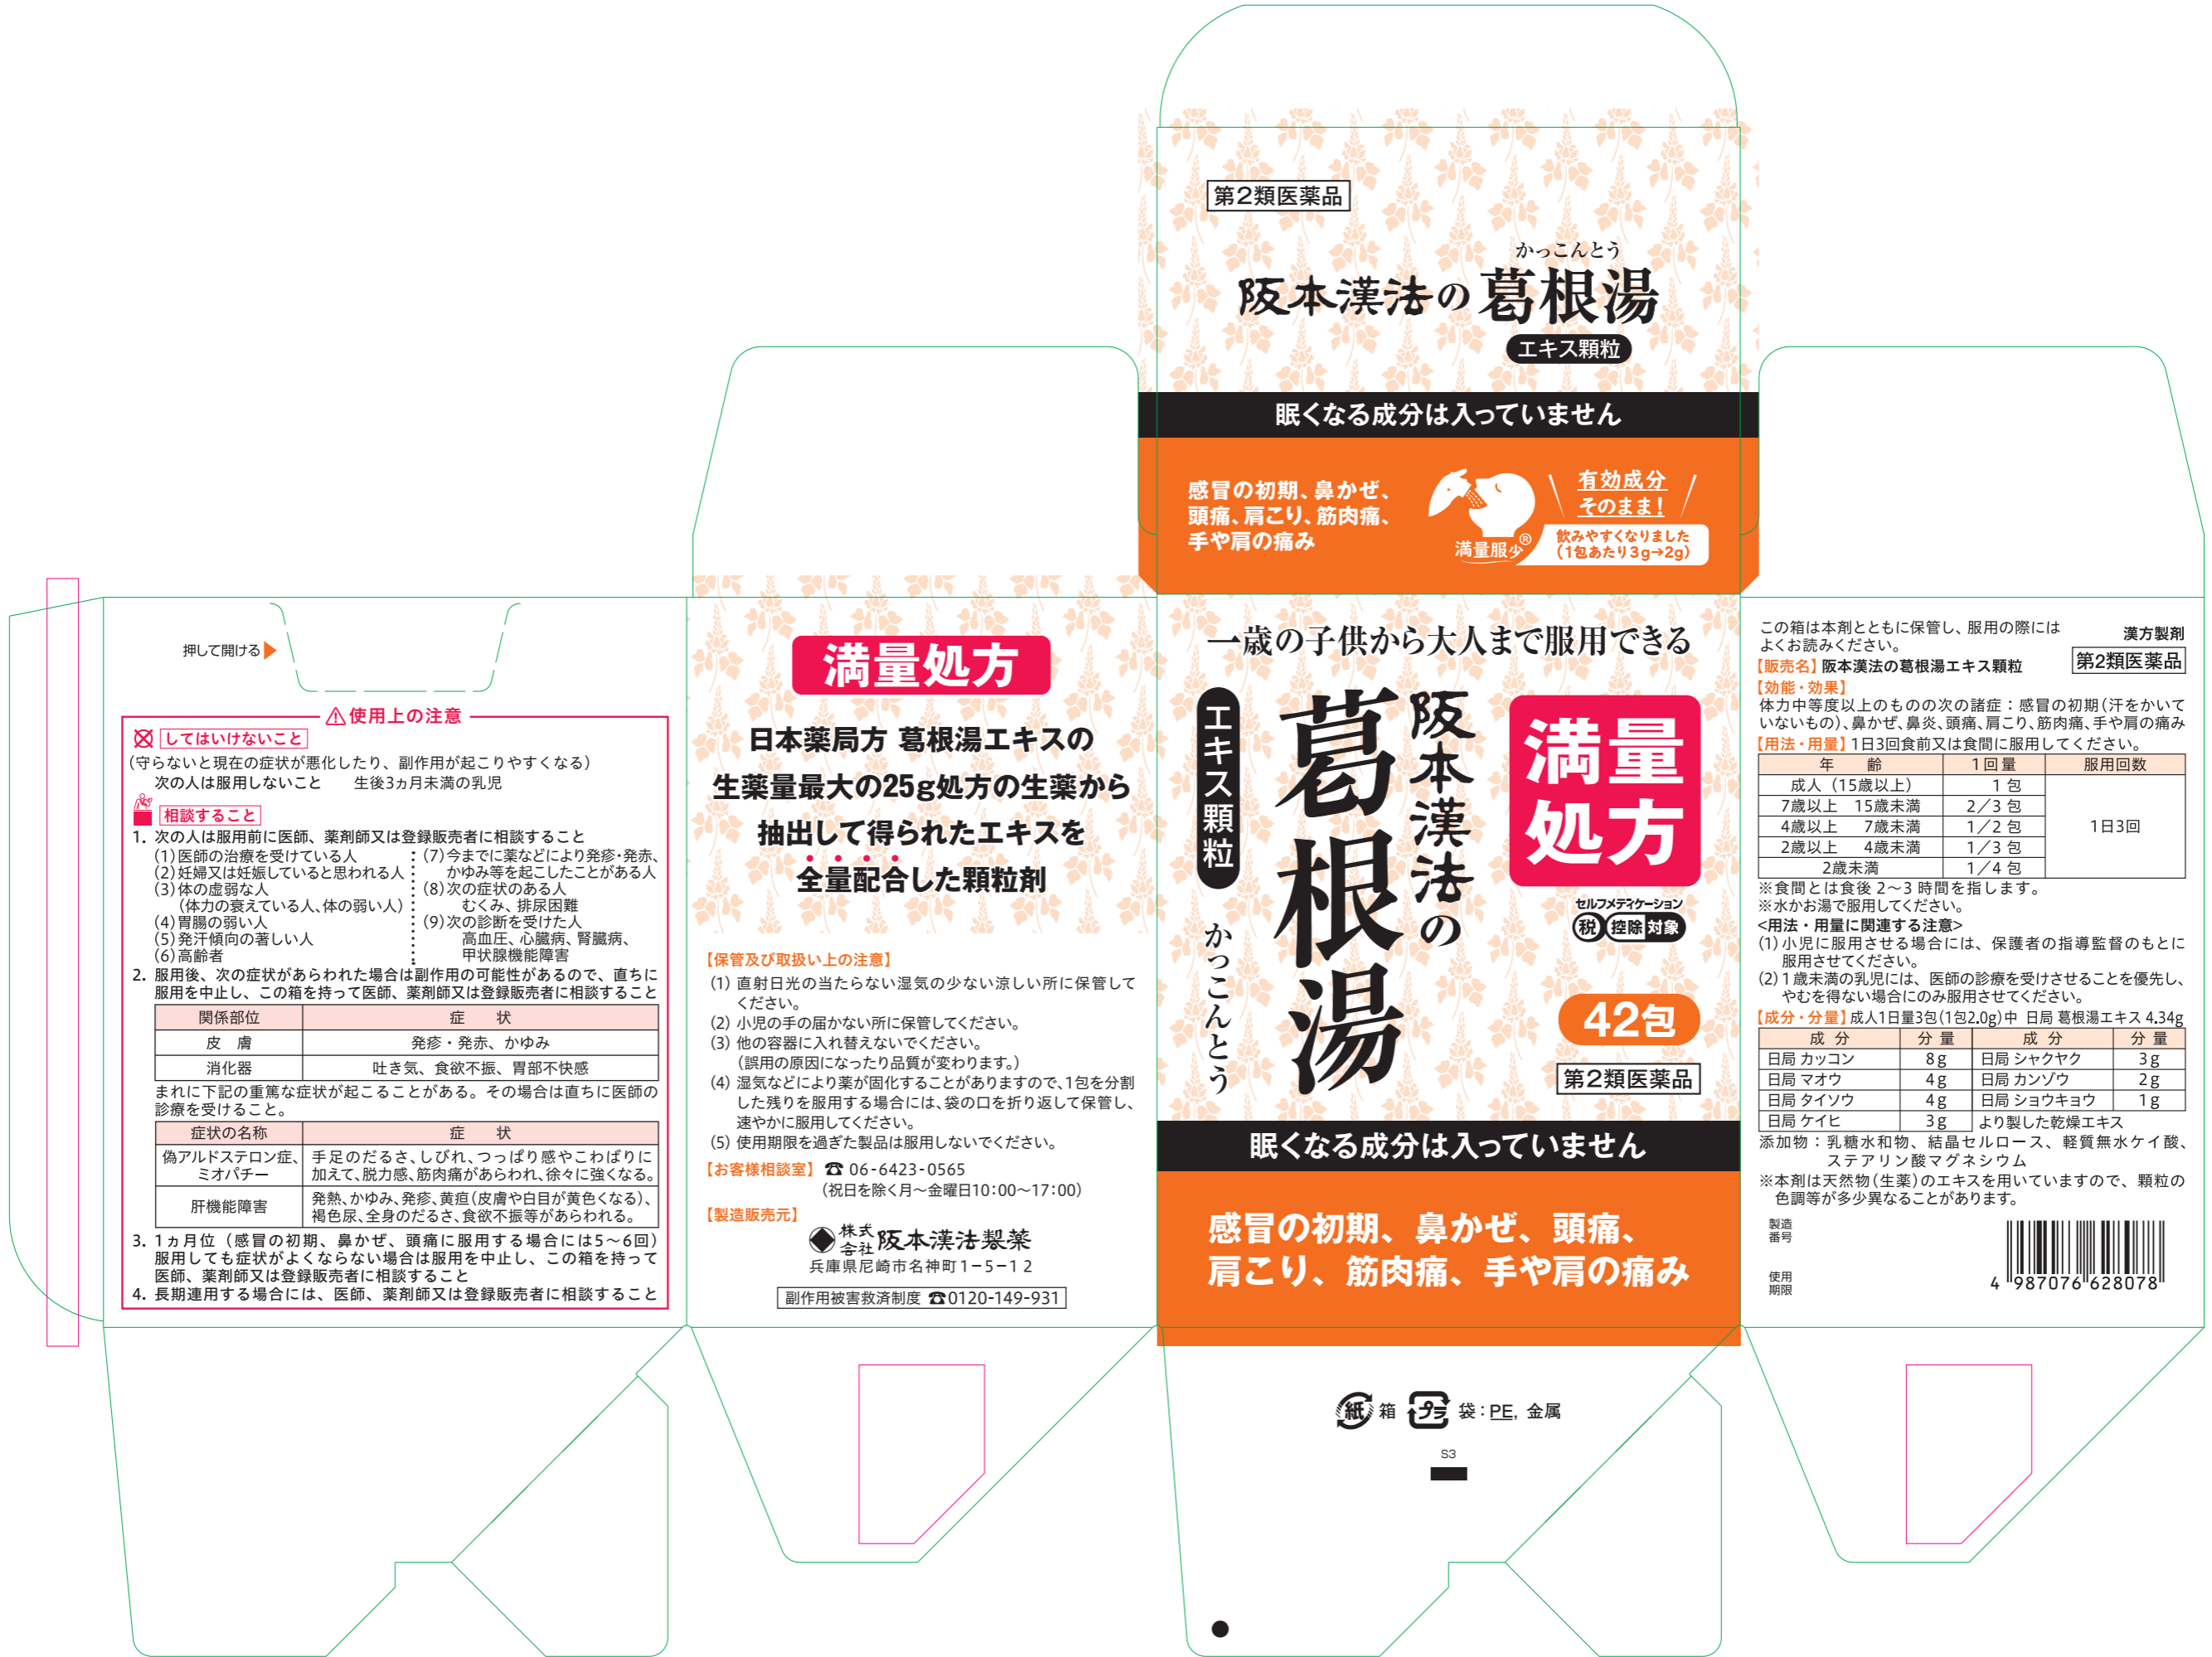 第2類医薬品
かっこんとう
阪本漢法の葛根湯
エキス顆粒
眠くなる成分は入っていません
感冒の初期、鼻かぜ、
頭痛、肩こり、筋肉痛、
手や肩の痛み
満量服少®
有効成分
そのまま!
飲みやすくなりました
(1包あたり3g→2g)
押して開ける
使用上の注意
してはいけないこと
(守らないと現在の症状が悪化したり、副作用が起こりやすくなる)
次の人は服用しないこと 生後3ヵ月未満の乳児
相談すること
1. 次の人は服用前に医師、薬剤師又は登録販売者に相談すること
(1)医師の治療を受けている人
(2)妊婦又は妊娠していると思われる人
(3)体の虚弱な人
(体力の衰えている人、体の弱い人)
(4)胃腸の弱い人
(5)発汗傾向の著しい人
(6)高齢者
(7)今までに薬などにより発疹・発赤、
かゆみ等を起こしたことがある人
(8)次の症状のある人
むくみ、排尿困難
(9)次の診断を受けた人
高血圧、心臓病、腎臓病、
甲状腺機能障害
2. 服用後、次の症状があらわれた場合は副作用の可能性があるので、直ちに
服用を中止し、この箱を持って医師、薬剤師又は登録販売者に相談すること
関係部位 症 状
皮 膚 発疹・発赤、かゆみ
消化器 吐き気、食欲不振、胃部不快感
まれに下記の重篤な症状が起こることがある。その場合は直ちに医師の
診療を受けること。
症状の名称 症 状
偽アルドステロン症、
ミオパチー
手足のだるさ、しびれ、つっぱり感やこわばりに
加えて、脱力感、筋肉痛があらわれ、徐々に強くなる。
肝機能障害
発熱、かゆみ、発疹、黄疸(皮膚や白目が黄色くなる)、
褐色尿、全身のだるさ、食欲不振等があらわれる。
3. 1ヵ月位(感冒の初期、鼻かぜ、頭痛に服用する場合には5〜6回)
服用しても症状がよくならない場合は服用を中止し、この箱を持って
医師、薬剤師又は登録販売者に相談すること
4. 長期連用する場合には、医師、薬剤師又は登録販売者に相談すること
満量処方
日本薬局方 葛根湯エキスの
生薬量最大の25g処方の生薬から
抽出して得られたエキスを
全量配合した顆粒剤
【保管及び取扱い上の注意】
(1) 直射日光の当たらない湿気の少ない涼しい所に保管して
ください。
(2) 小児の手の届かない所に保管してください。
(3) 他の容器に入れ替えないでください。
(誤用の原因になったり品質が変わります。)
(4) 湿気などにより薬が固化することがありますので、1包を分割
した残りを服用する場合には、袋の口を折り返して保管し、
速やかに服用してください。
(5) 使用期限を過ぎた製品は服用しないでください。
【お客様相談室】 ☎ 06-6423-0565
(祝日を除く月〜金曜日10:00〜17:00)
【製造販売元】
株式会社 阪本漢法製薬
兵庫県尼崎市名神町1-5-12
副作用被害救済制度 ☎0120-149-931
一歳の子供から大人まで服用できる
満量
処方
阪本漢法の
葛根湯
エキス顆粒
かっこんとう
セルフメディケーション
税 控除 対象
42包
第2類医薬品
眠くなる成分は入っていません
感冒の初期、鼻かぜ、頭痛、
肩こり、筋肉痛、手や肩の痛み
紙 箱 プラ 袋:PE, 金属
S3
この箱は本剤とともに保管し、服用の際には
よくお読みください。
漢方製剤
第2類医薬品
【販売名】阪本漢法の葛根湯エキス顆粒
【効能・効果】
体力中等度以上のものの次の諸症:感冒の初期(汗をかいて
いないもの)、鼻かぜ、鼻炎、頭痛、肩こり、筋肉痛、手や肩の痛み
【用法・用量】1日3回食前又は食間に服用してください。
年 齢 1回量 服用回数
成人(15歳以上) 1包
7歳以上 15歳未満 2/3包
4歳以上 7歳未満 1/2包 1日3回
2歳以上 4歳未満 1/3包
2歳未満 1/4包
※食間とは食後2〜3時間を指します。
※水かお湯で服用してください。
<用法・用量に関連する注意>
(1)小児に服用させる場合には、保護者の指導監督のもとに
服用させてください。
(2)1歳未満の乳児には、医師の診療を受けさせることを優先し、
やむを得ない場合にのみ服用させてください。
【成分・分量】成人1日量3包(1包2.0g)中 日局 葛根湯エキス 4.34g
成 分 分 量 成 分 分 量
日局 カッコン 8g 日局 シャクヤク 3g
日局 マオウ 4g 日局 カンゾウ 2g
日局 タイソウ 4g 日局 ショウキョウ 1g
日局 ケイヒ 3g より製した乾燥エキス
添加物:乳糖水和物、結晶セルロース、軽質無水ケイ酸、
ステアリン酸マグネシウム
※本剤は天然物(生薬)のエキスを用いていますので、顆粒の
色調等が多少異なることがあります。
製造
番号
使用
期限
4 987076 628078